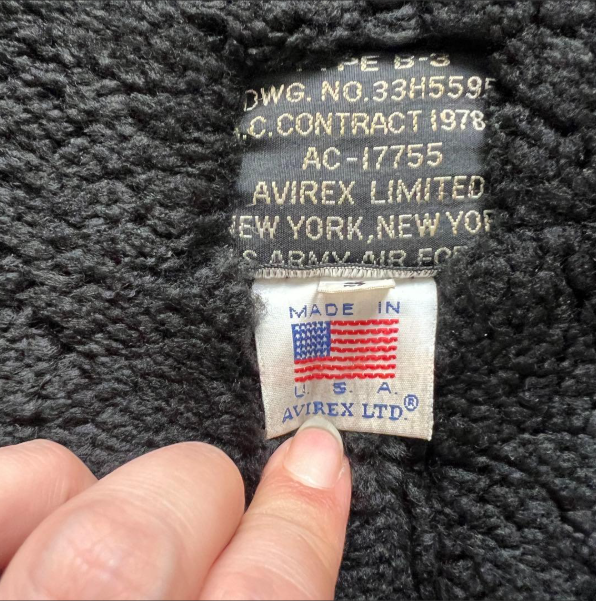 B-3
DWG. NO.33H5595
.C.CONTRACT 1978
AC-17755
AVIREX LIMITED
NEW YORK, NEW YOR
S ARMY AIR FOR
MADE IN
U. S. A.
AVIREX LTD.®